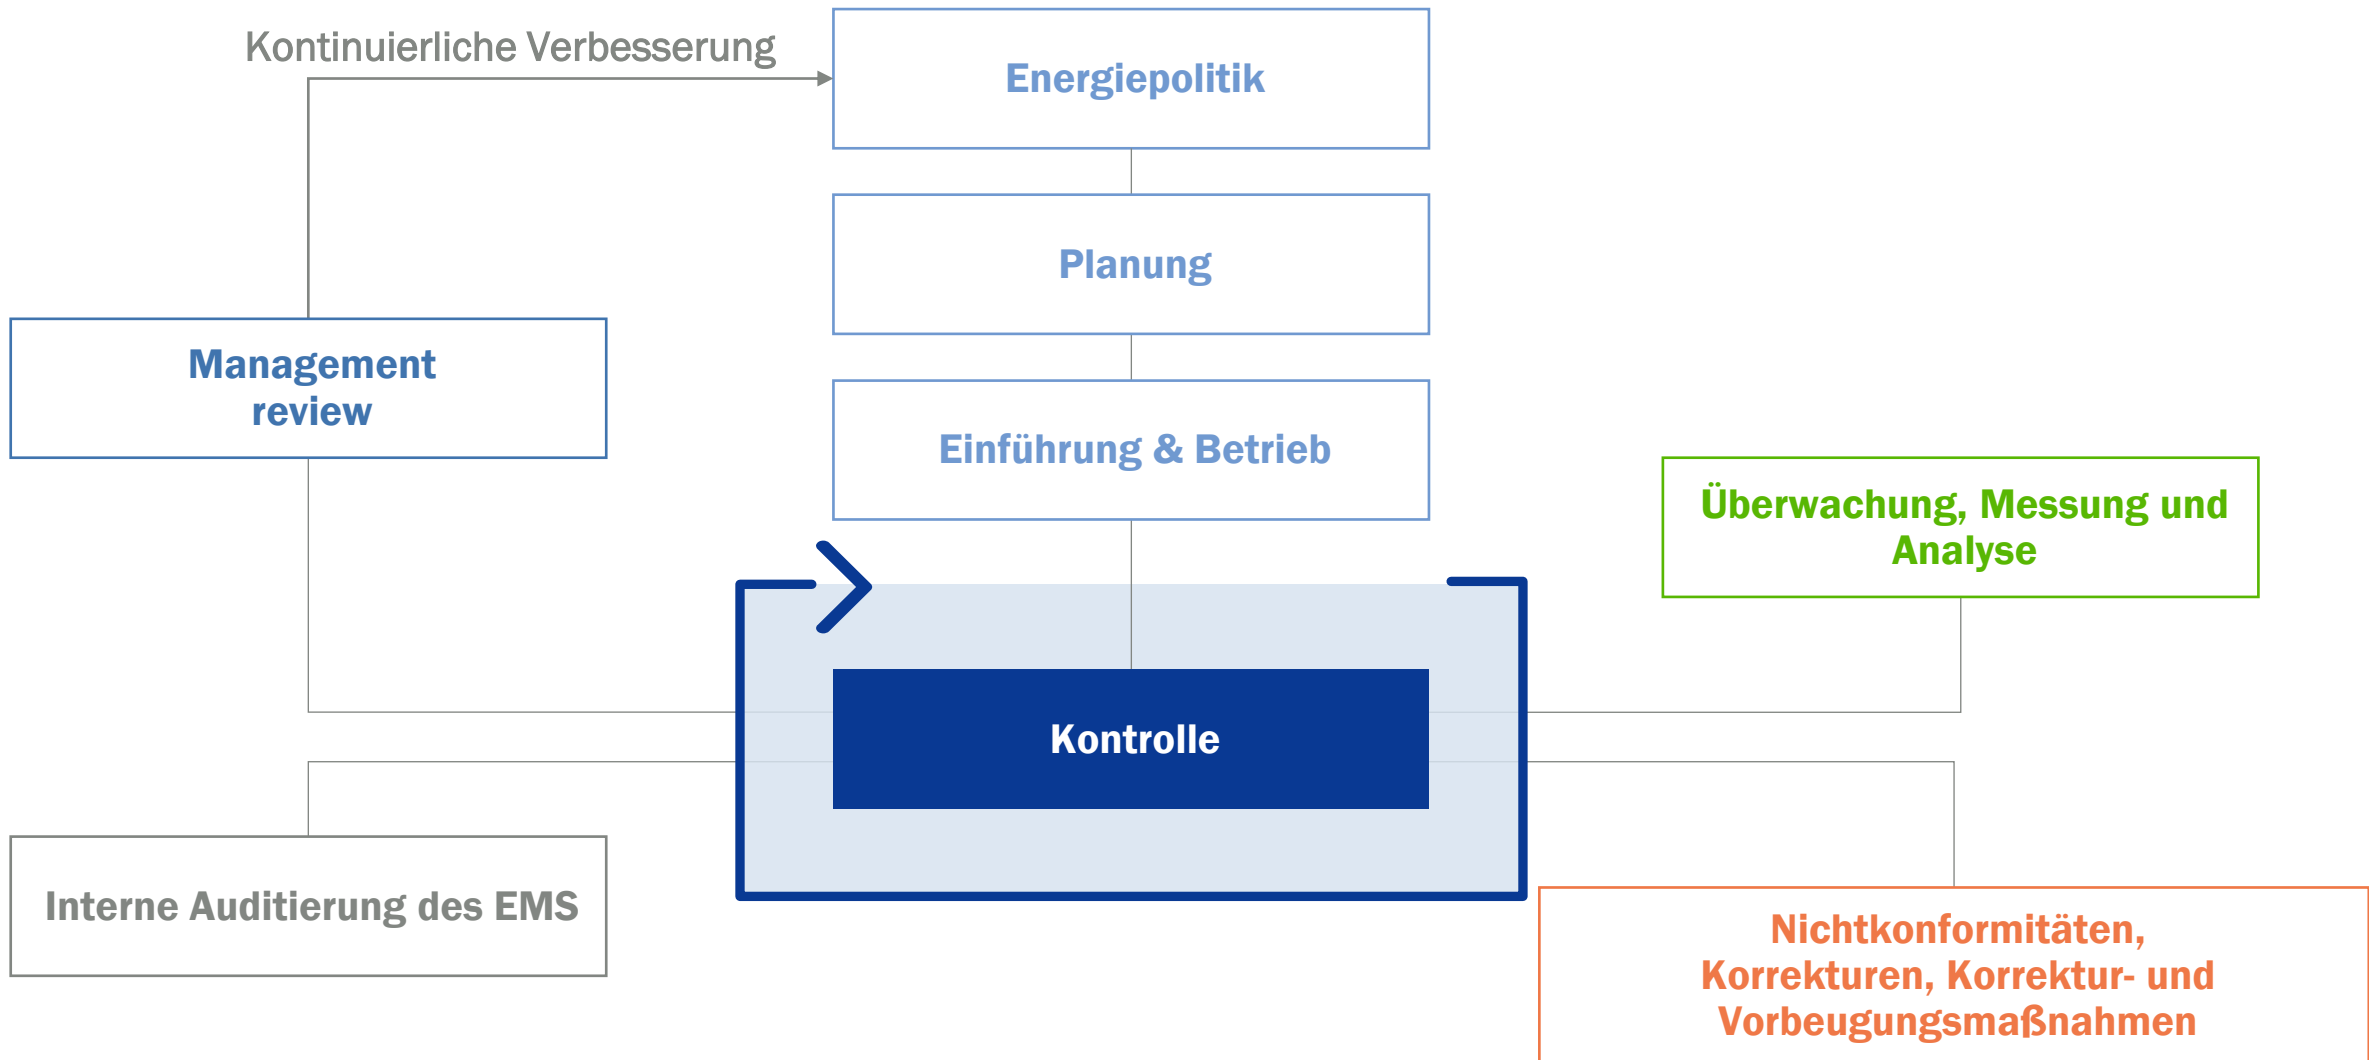 Kontinuierliche Verbesserung
Energiepolitik
Planung
Management
review
Einführung & Betrieb
Überwachung, Messung und
Analyse
Kontrolle
Interne Auditierung des EMS
Nichtkonformitäten,
Korrekturen, Korrektur- und
Vorbeugungsmaßnahmen